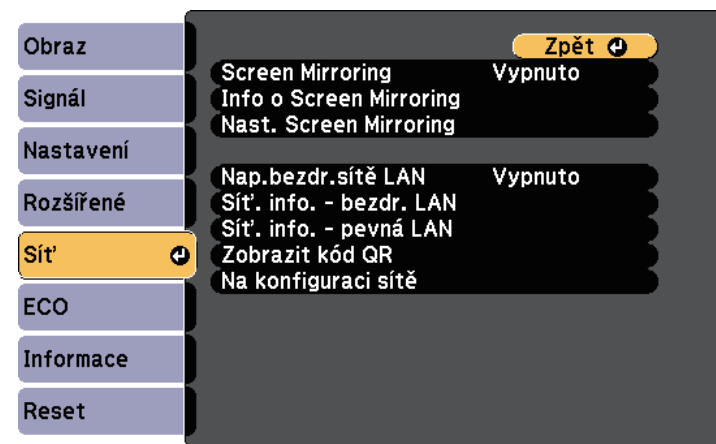 Obraz
Signál
Nastavení
Rozšířené
Síť
ECO
Informace
Reset
Zpět
Screen Mirroring Vypnuto
Info o Screen Mirroring
Nast. Screen Mirroring
Nap.bezdr.sítě LAN Vypnuto
Síť. info. - bezdr. LAN
Síť. info. - pevná LAN
Zobrazit kód QR
Na konfiguraci sítě